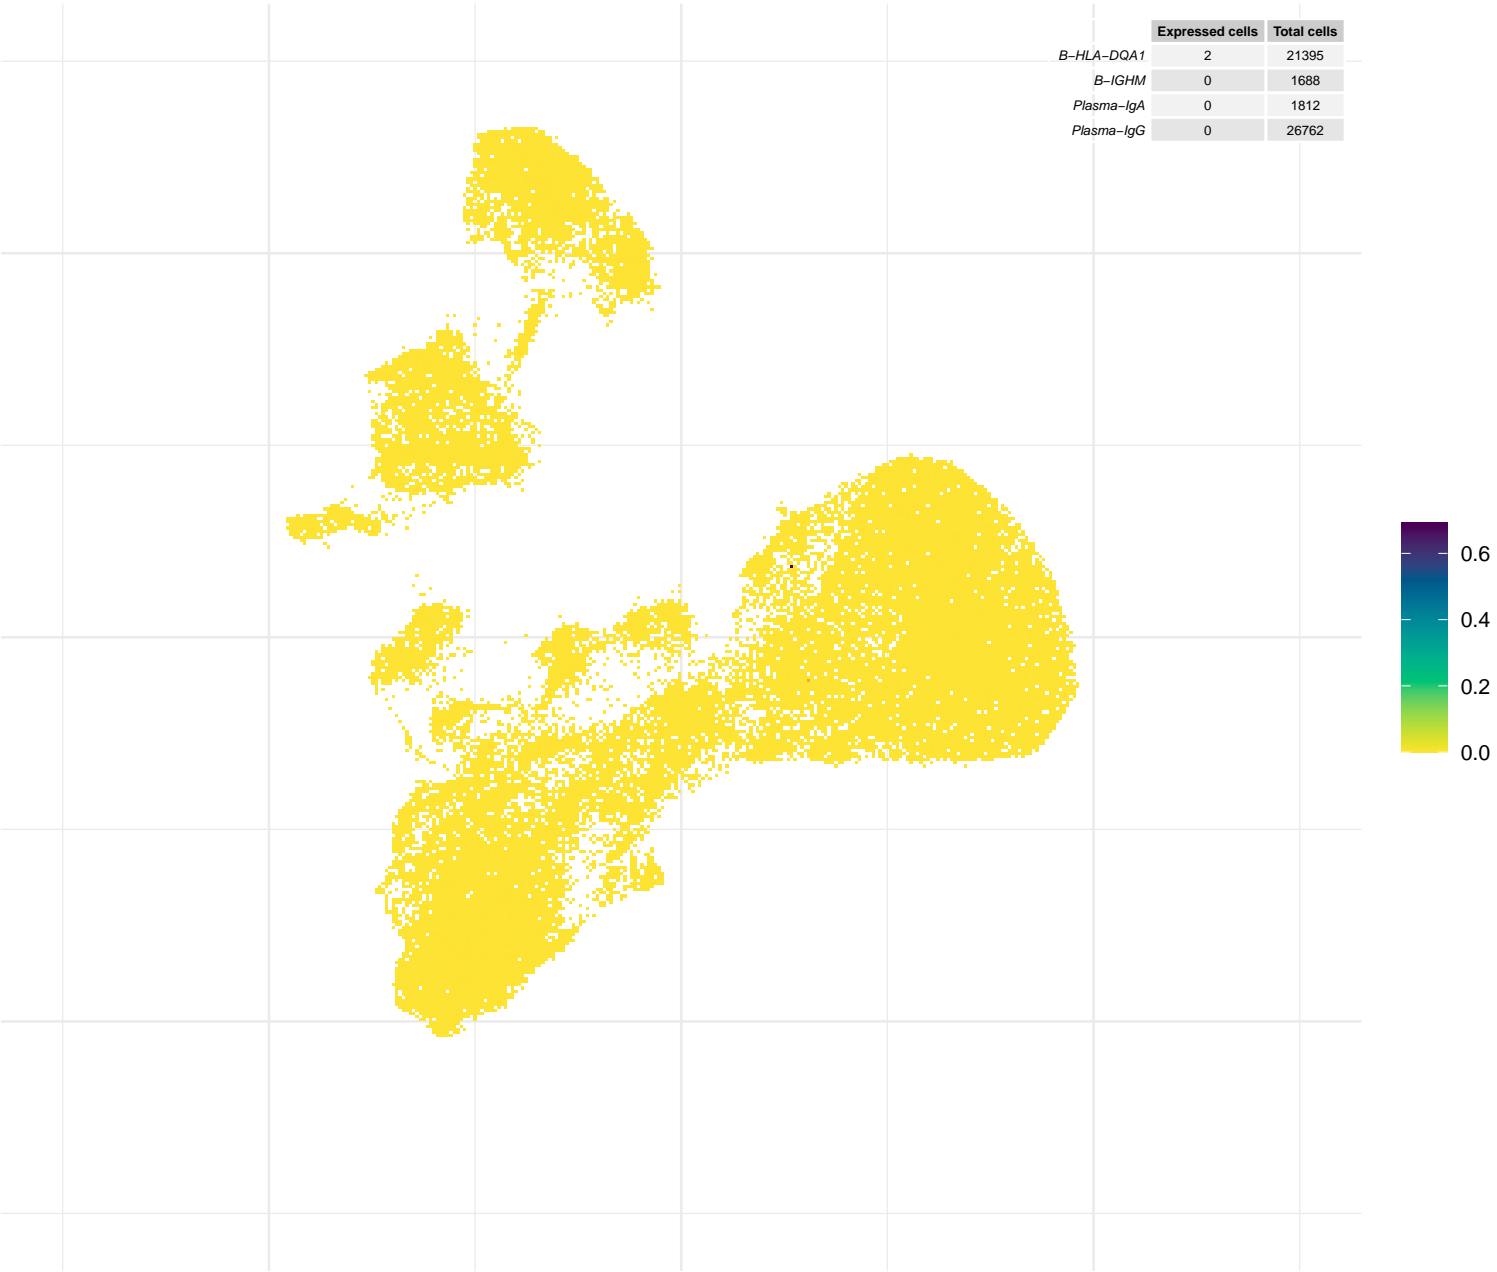 Expressed cells Total cells
B−HLA−DQA1 2 21395
B−IGHM 0 1688
Plasma−IgA 0 1812
Plasma−IgG 0 26762
0.6
0.4
0.2
0.0